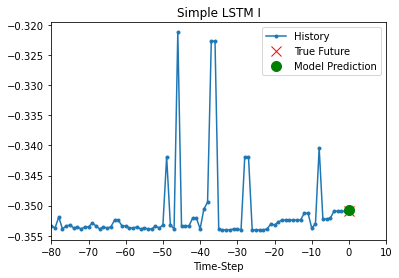 Simple LSTM I
History
True Future
Model Prediction
−0.320
−0.325
−0.330
−0.335
−0.340
−0.345
−0.350
−0.355
−80 −70 −60 −50 −40 −30 −20 −10 0 10
Time-Step